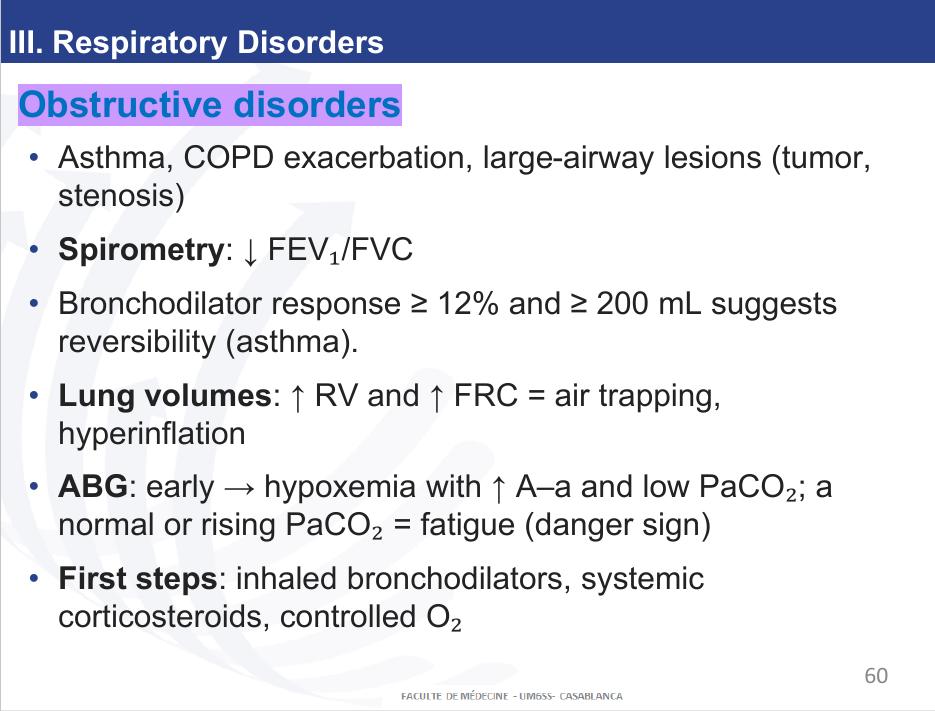 III. Respiratory Disorders
Obstructive disorders
• Asthma, COPD exacerbation, large-airway lesions (tumor,
stenosis)
• Spirometry: ↓ FEV₁/FVC
• Bronchodilator response ≥ 12% and ≥ 200 mL suggests
reversibility (asthma).
• Lung volumes: ↑ RV and ↑ FRC = air trapping,
hyperinflation
• ABG: early → hypoxemia with ↑ A–a and low PaCO₂; a
normal or rising PaCO₂ = fatigue (danger sign)
• First steps: inhaled bronchodilators, systemic
corticosteroids, controlled O₂
60
FACULTE DE MÉDECINE - UM6SS- CASABLANCA